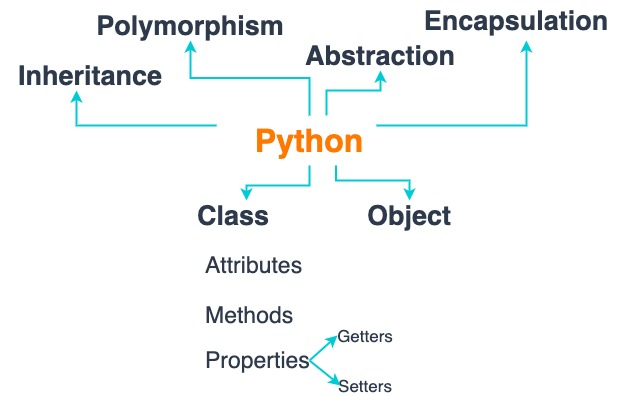 Polymorphism
Encapsulation
Abstraction
Inheritance
Python
Class
Object
Attributes
Methods
Getters
Properties
Setters